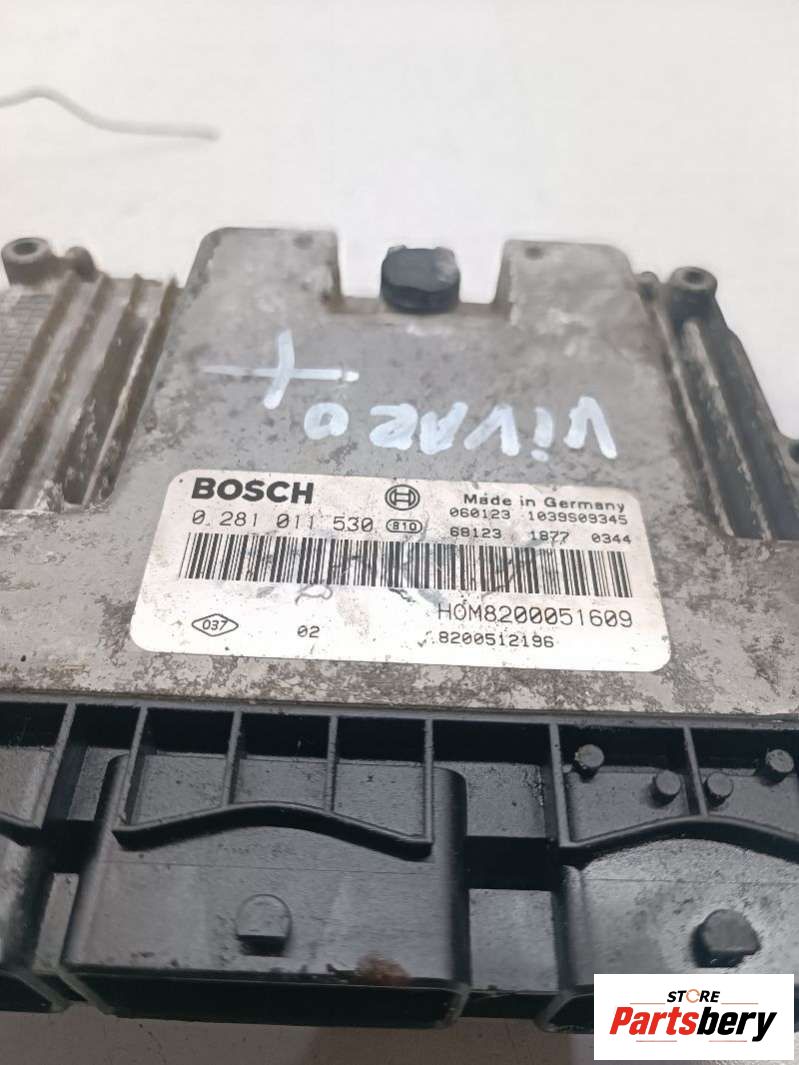 VIVARO
BOSCH
Made in Germany
060123 1039S09345
0 281 011 530 810
68123 1877 0344
HOM8200051609
037
02
8200512196
STORE
Partsbery